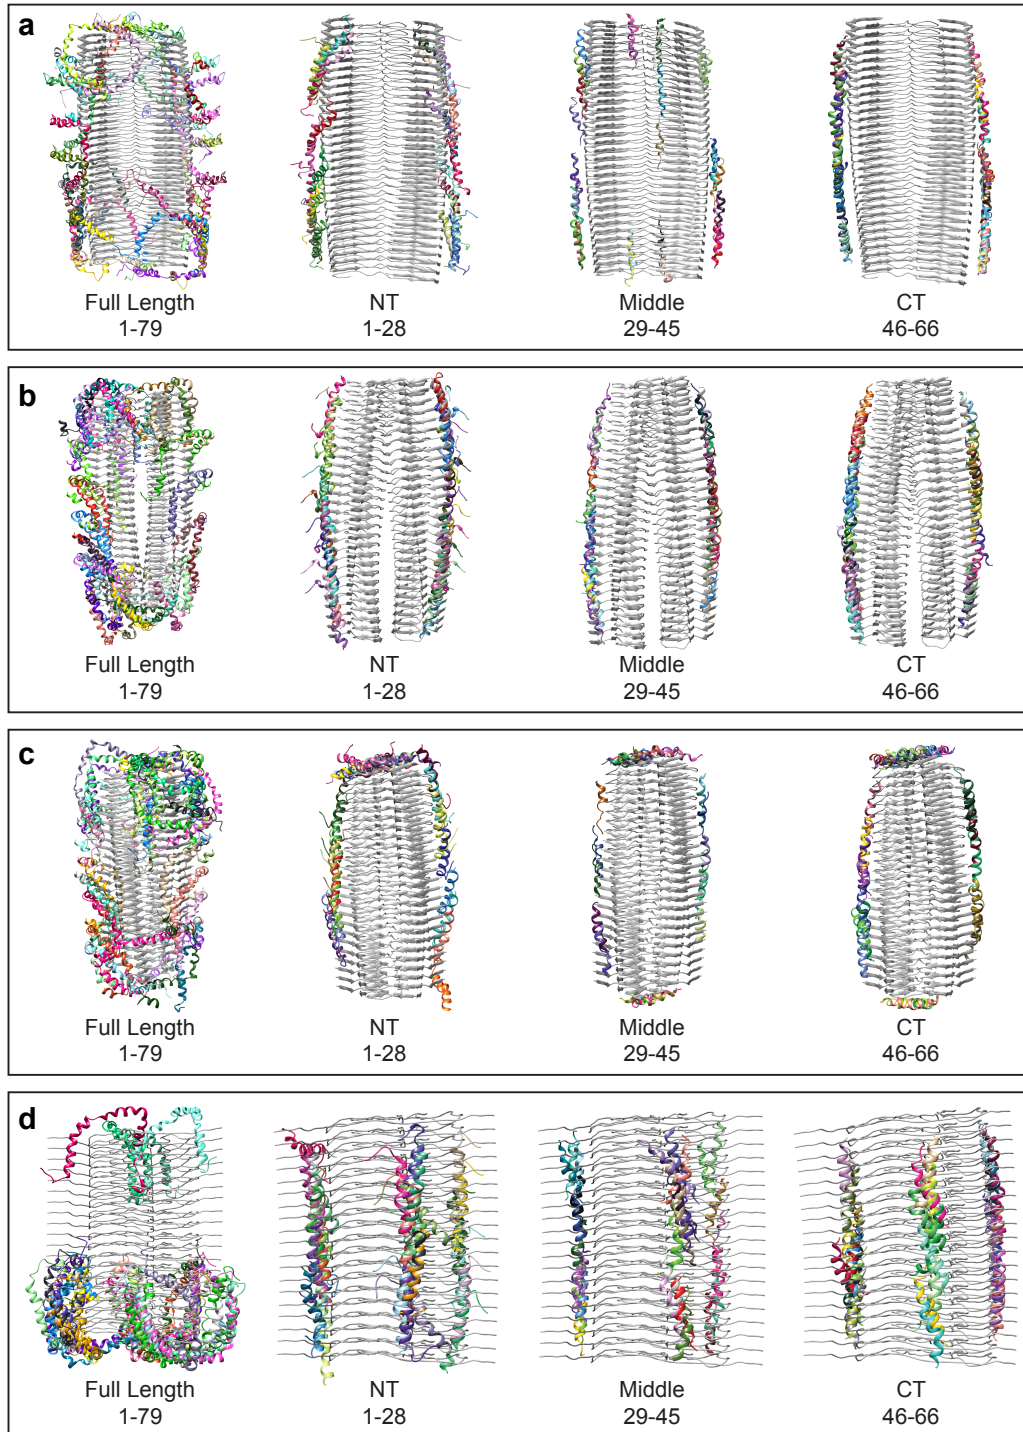 a
Full Length
1-79
NT
1-28
Middle
29-45
CT
46-66
b
Full Length
1-79
NT
1-28
Middle
29-45
CT
46-66
c
Full Length
1-79
NT
1-28
Middle
29-45
CT
46-66
d
Full Length
1-79
NT
1-28
Middle
29-45
CT
46-66